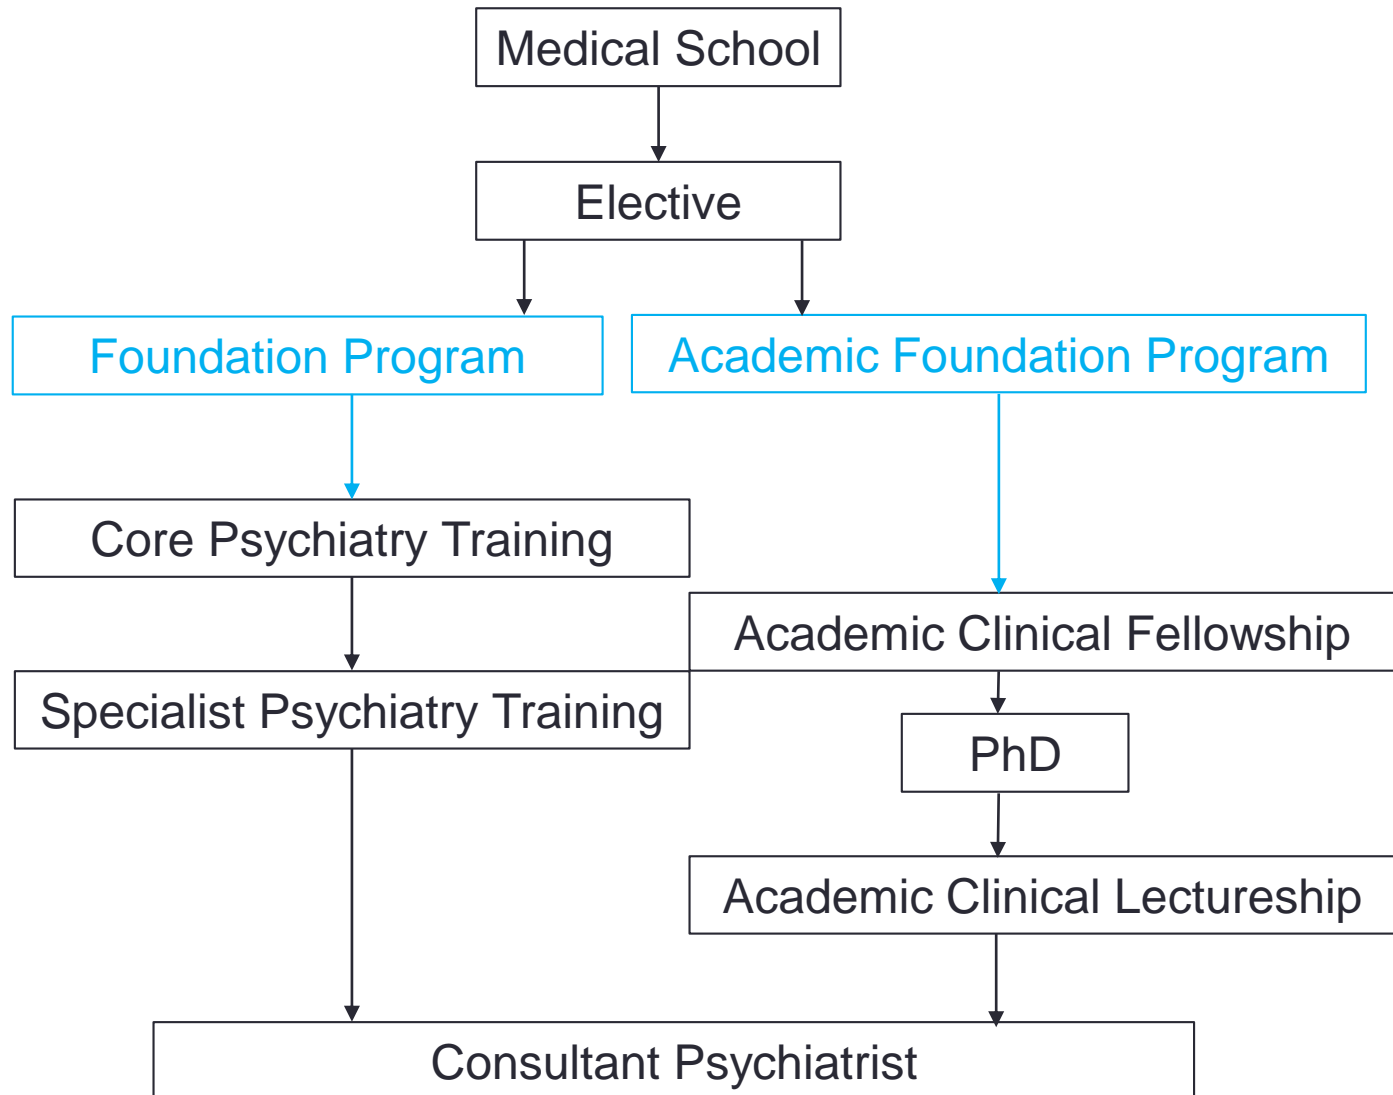 Medical School
Elective
Foundation Program
Academic Foundation Program
Core Psychiatry Training
Academic Clinical Fellowship
Specialist Psychiatry Training
PhD
Academic Clinical Lectureship
Consultant Psychiatrist